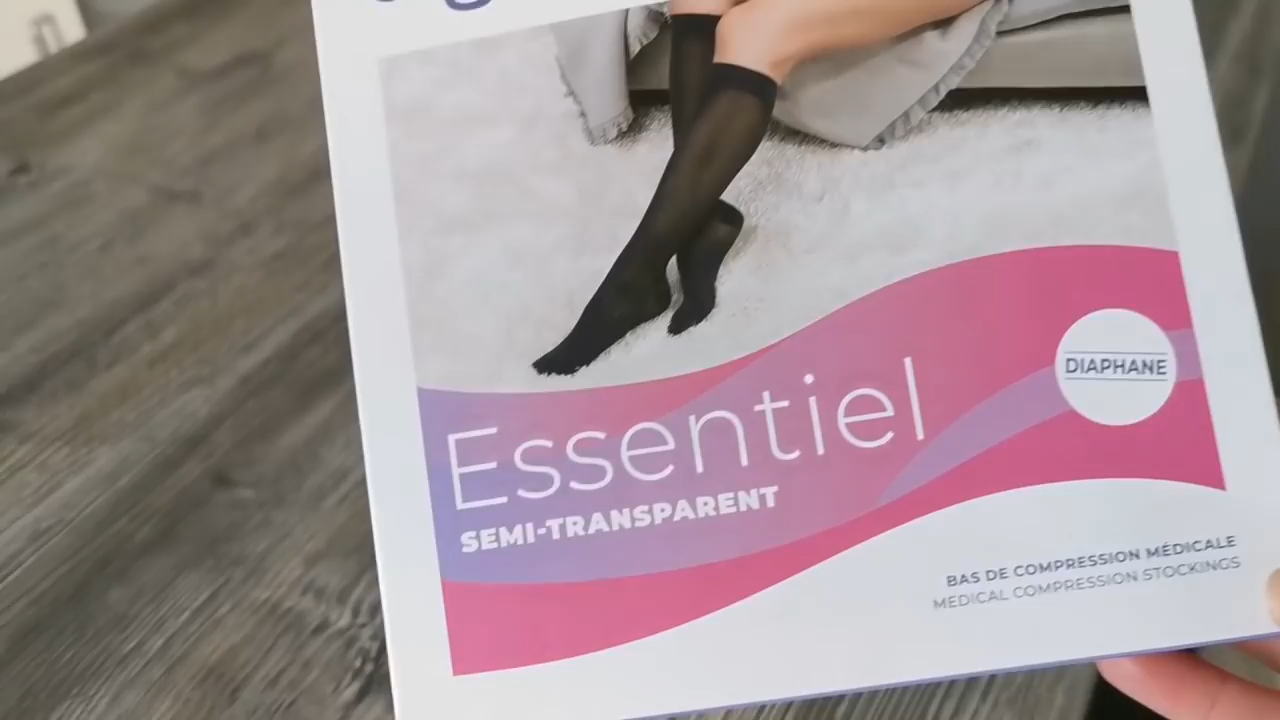 Essentiel
SEMI-TRANSPARENT
DIAPHANE
BAS DE COMPRESSION MÉDICALE
MEDICAL COMPRESSION STOCKINGS